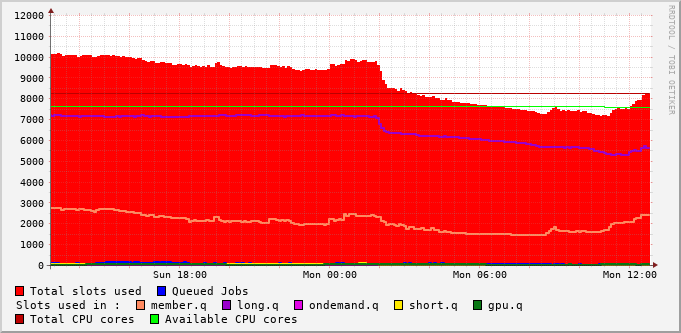 12000
11000
10000
9000
8000
7000
6000
5000
4000
3000
2000
1000
0
Sun 18:00 Mon 00:00 Mon 06:00 Mon 12:00
RRDTOOL / TOBI OETIKER
Total slots used Queued Jobs
Slots used in : member.q long.q ondemand.q short.q gpu.q
Total CPU cores Available CPU cores